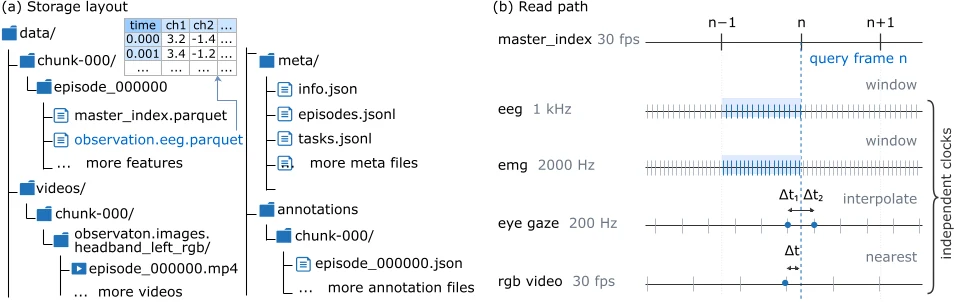 (a) Storage layout
data/
time ch1 ch2 ...
0.000 3.2 -1.4 ...
0.001 3.4 -1.2 ...
... ... ... ...
chunk-000/
episode_000000
master_index.parquet
observation.eeg.parquet
... more features
videos/
chunk-000/
observaton.images.
headband_left_rgb/
episode_000000.mp4
... more videos
meta/
info.json
episodes.jsonl
tasks.jsonl
more meta files
annotations
chunk-000/
episode_000000.json
... more annotation files
(b) Read path
n−1 n n+1
master_index 30 fps
query frame n
window
eeg 1 kHz
window
emg 2000 Hz
Δt1 Δt2 interpolate
eye gaze 200 Hz
Δt nearest
rgb video 30 fps
independent clocks